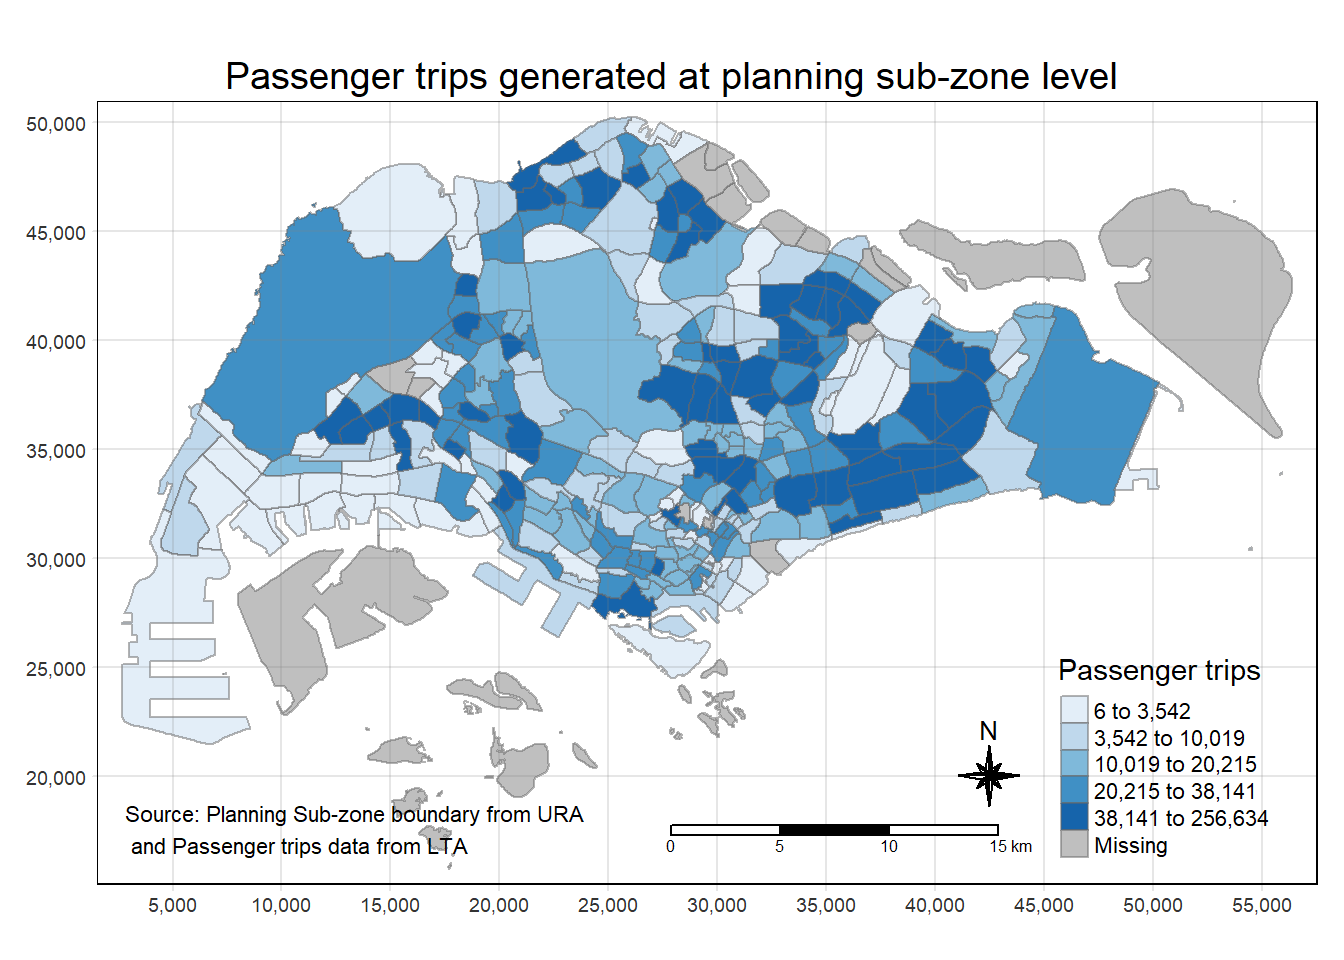 Passenger trips generated at planning sub-zone level
50,000
45,000
40,000
35,000
30,000
25,000
20,000
Passenger trips
6 to 3,542
3,542 to 10,019
10,019 to 20,215
20,215 to 38,141
38,141 to 256,634
Missing
N
Source: Planning Sub-zone boundary from URA
and Passenger trips data from LTA
0 5 10 15 km
5,000 10,000 15,000 20,000 25,000 30,000 35,000 40,000 45,000 50,000 55,000